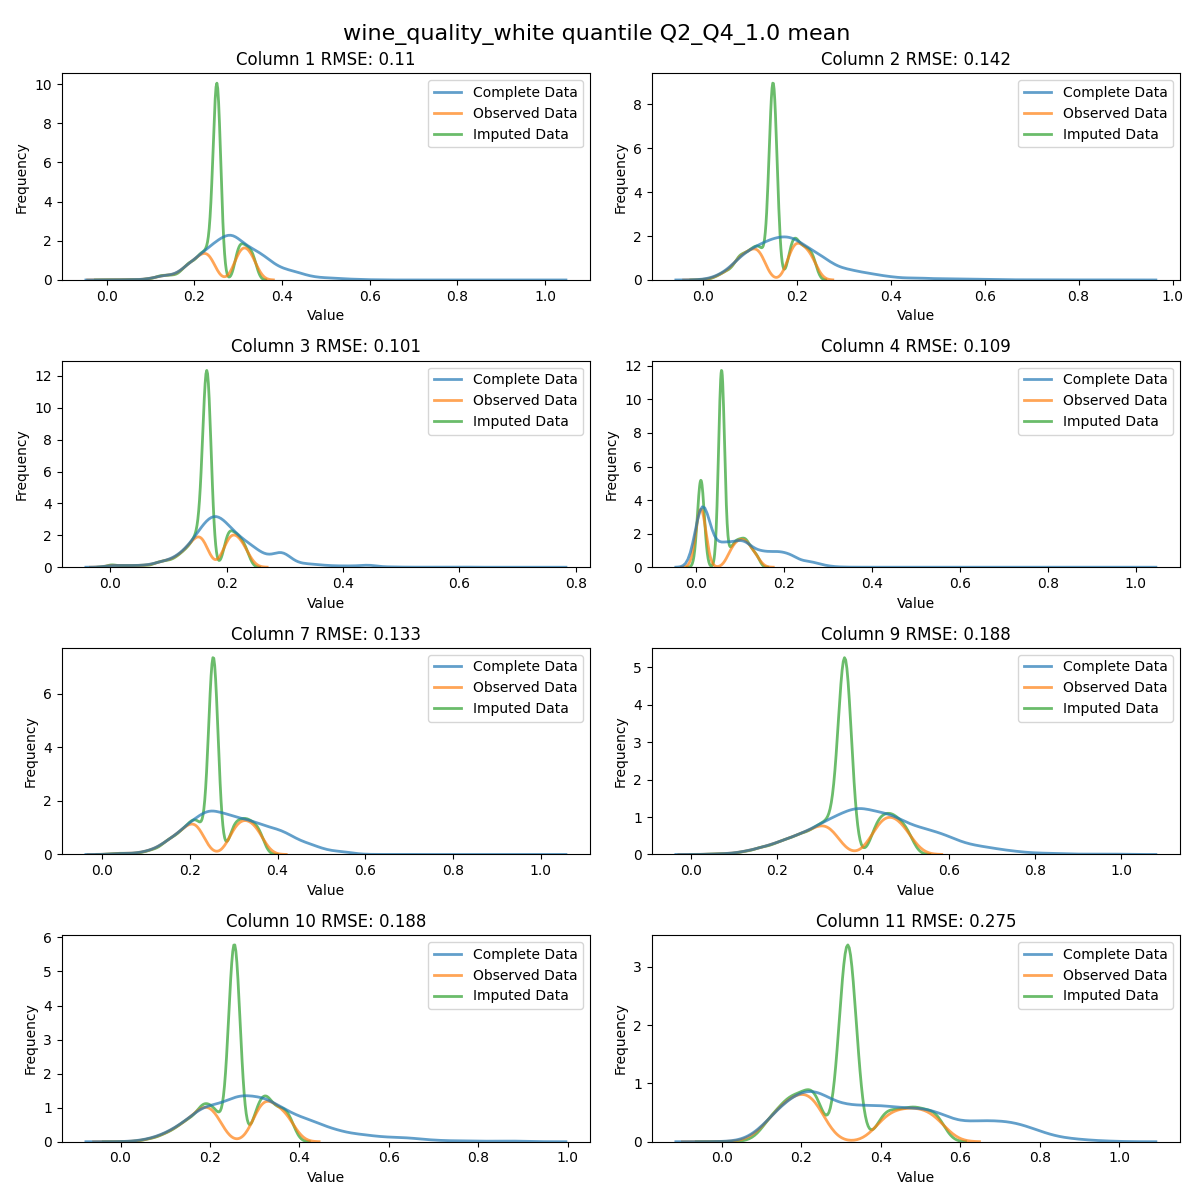 wine_quality_white quantile Q2_Q4_1.0 mean
Column 1 RMSE: 0.11
Frequency
10
8
6
4
2
0
0.0 0.2 0.4 0.6 0.8 1.0
Value
Complete Data
Observed Data
Imputed Data
Column 2 RMSE: 0.142
Frequency
8
6
4
2
0
0.0 0.2 0.4 0.6 0.8 1.0
Value
Complete Data
Observed Data
Imputed Data
Column 3 RMSE: 0.101
Frequency
12
10
8
6
4
2
0
0.0 0.2 0.4 0.6 0.8
Value
Complete Data
Observed Data
Imputed Data
Column 4 RMSE: 0.109
Frequency
12
10
8
6
4
2
0
0.0 0.2 0.4 0.6 0.8 1.0
Value
Complete Data
Observed Data
Imputed Data
Column 7 RMSE: 0.133
Frequency
6
4
2
0
0.0 0.2 0.4 0.6 0.8 1.0
Value
Complete Data
Observed Data
Imputed Data
Column 9 RMSE: 0.188
Frequency
5
4
3
2
1
0
0.0 0.2 0.4 0.6 0.8 1.0
Value
Complete Data
Observed Data
Imputed Data
Column 10 RMSE: 0.188
Frequency
6
5
4
3
2
1
0
0.0 0.2 0.4 0.6 0.8 1.0
Value
Complete Data
Observed Data
Imputed Data
Column 11 RMSE: 0.275
Frequency
3
2
1
0
0.0 0.2 0.4 0.6 0.8 1.0
Value
Complete Data
Observed Data
Imputed Data